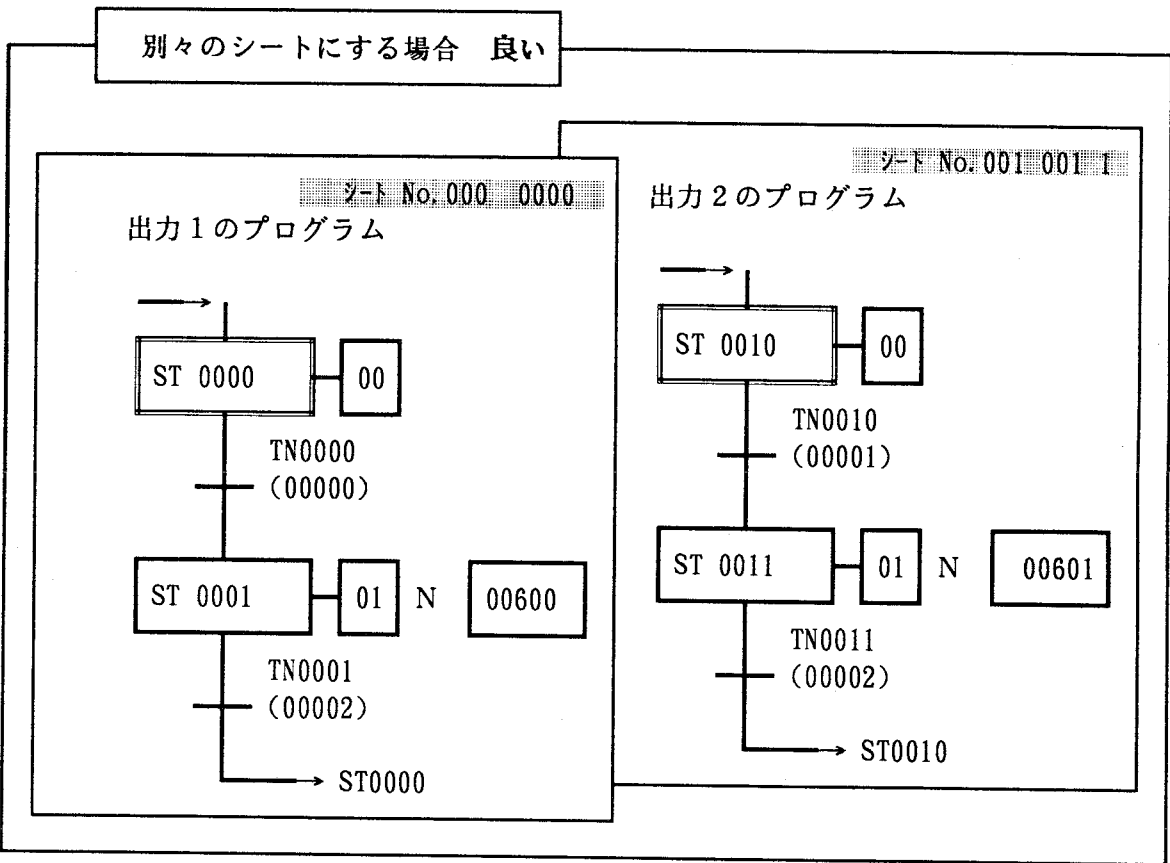 別々のシートにする場合　良い
シート No.000 0000
出力１のプログラム
ST 0000
00
TN0000
(00000)
ST 0001
01
N
00600
TN0001
(00002)
ST0000
シート No.001 001 1
出力２のプログラム
ST 0010
00
TN0010
(00001)
ST 0011
01
N
00601
TN0011
(00002)
ST0010